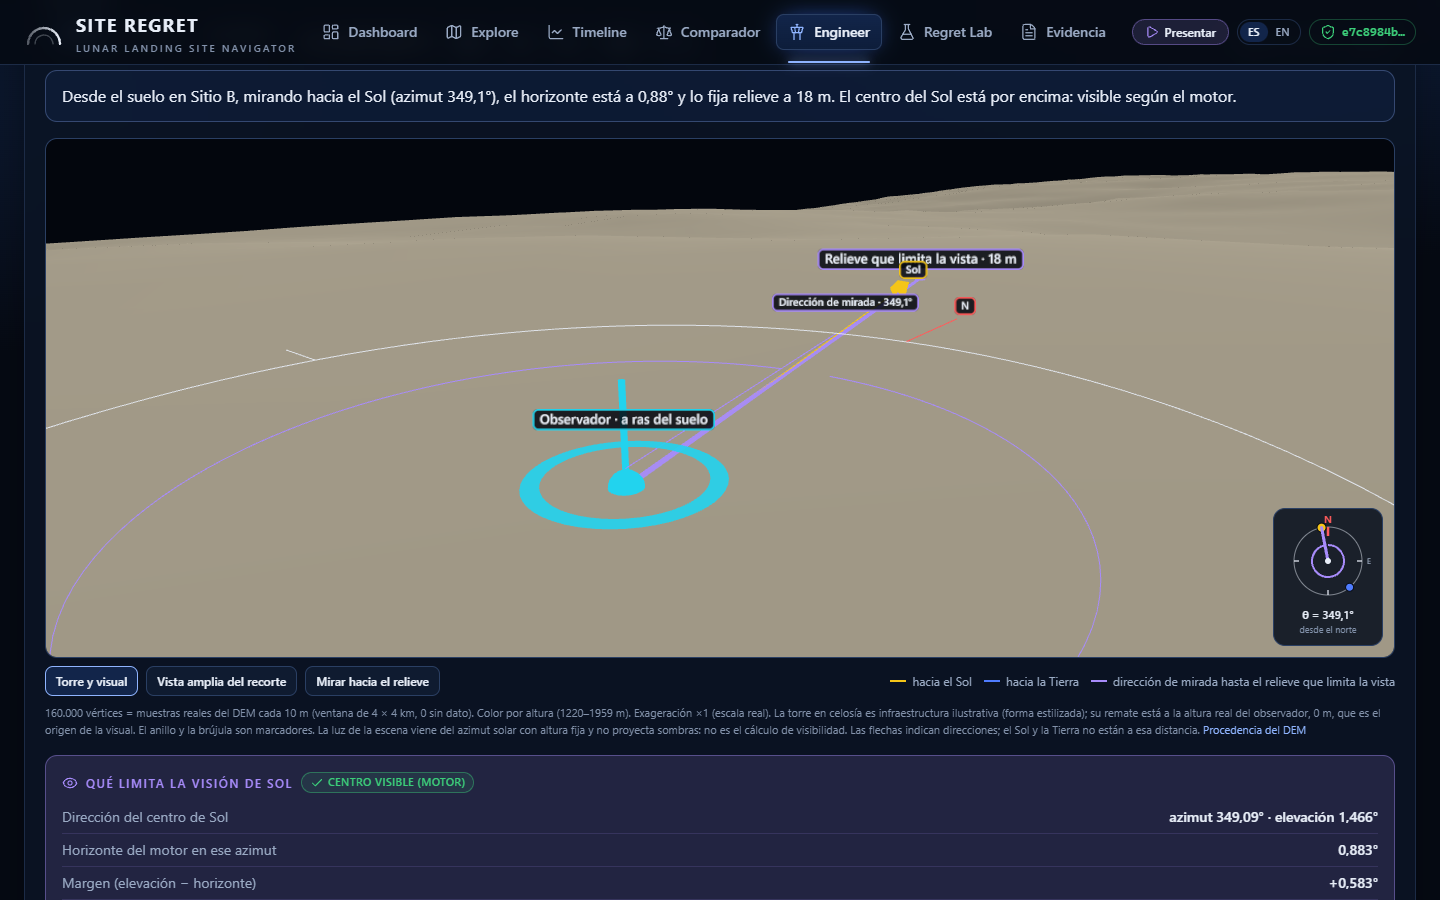 SITE REGRET
LUNAR LANDING SITE NAVIGATOR
Dashboard
Explore
Timeline
Comparador
Engineer
Regret Lab
Evidencia
Presentar
ES EN
e7c8984b…
Desde el suelo en Sitio B, mirando hacia el Sol (azimut 349,1°), el horizonte está a 0,88° y lo fija relieve a 18 m. El centro del Sol está por encima: visible según el motor.
Relieve que limita la vista · 18 m
Sol
Dirección de mirada · 349,1°
N
Observador · a ras del suelo
N
E
θ = 349,1°
desde el norte
Torre y visual
Vista amplia del recorte
Mirar hacia el relieve
hacia el Sol
hacia la Tierra
dirección de mirada hasta el relieve que limita la vista
160.000 vértices = muestras reales del DEM cada 10 m (ventana de 4 × 4 km, 0 sin dato). Color por altura (1220–1959 m). Exageración ×1 (escala real). La torre en celosía es infraestructura ilustrativa (forma estilizada); su remate está a la altura real del observador, 0 m, que es el
origen de la visual. El anillo y la brújula son marcadores. La luz de la escena viene del azimut solar con altura fija y no proyecta sombras: no es el cálculo de visibilidad. Las flechas indican direcciones; el Sol y la Tierra no están a esa distancia. Procedencia del DEM
QUÉ LIMITA LA VISIÓN DE SOL
CENTRO VISIBLE (MOTOR)
Dirección del centro de Sol
azimut 349,09° · elevación 1,466°
Horizonte del motor en ese azimut
0,883°
Margen (elevación − horizonte)
+0,583°